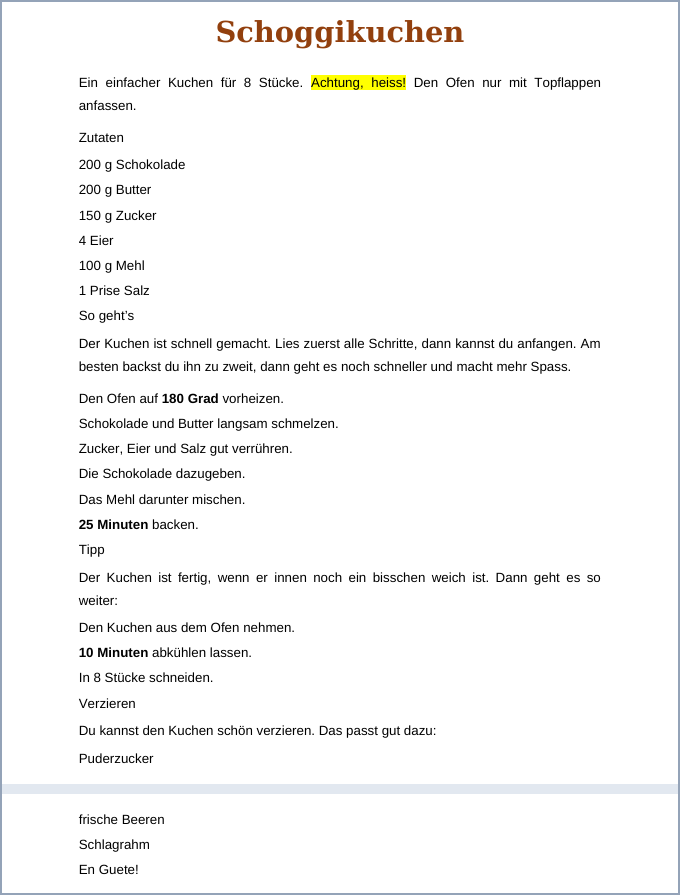 Schoggikuchen
Ein einfacher Kuchen für 8 Stücke. Achtung, heiss! Den Ofen nur mit Topflappen
anfassen.
Zutaten
200 g Schokolade
200 g Butter
150 g Zucker
4 Eier
100 g Mehl
1 Prise Salz
So geht’s
Der Kuchen ist schnell gemacht. Lies zuerst alle Schritte, dann kannst du anfangen. Am
besten backst du ihn zu zweit, dann geht es noch schneller und macht mehr Spass.
Den Ofen auf 180 Grad vorheizen.
Schokolade und Butter langsam schmelzen.
Zucker, Eier und Salz gut verrühren.
Die Schokolade dazugeben.
Das Mehl darunter mischen.
25 Minuten backen.
Tipp
Der Kuchen ist fertig, wenn er innen noch ein bisschen weich ist. Dann geht es so
weiter:
Den Kuchen aus dem Ofen nehmen.
10 Minuten abkühlen lassen.
In 8 Stücke schneiden.
Verzieren
Du kannst den Kuchen schön verzieren. Das passt gut dazu:
Puderzucker
frische Beeren
Schlagrahm
En Guete!